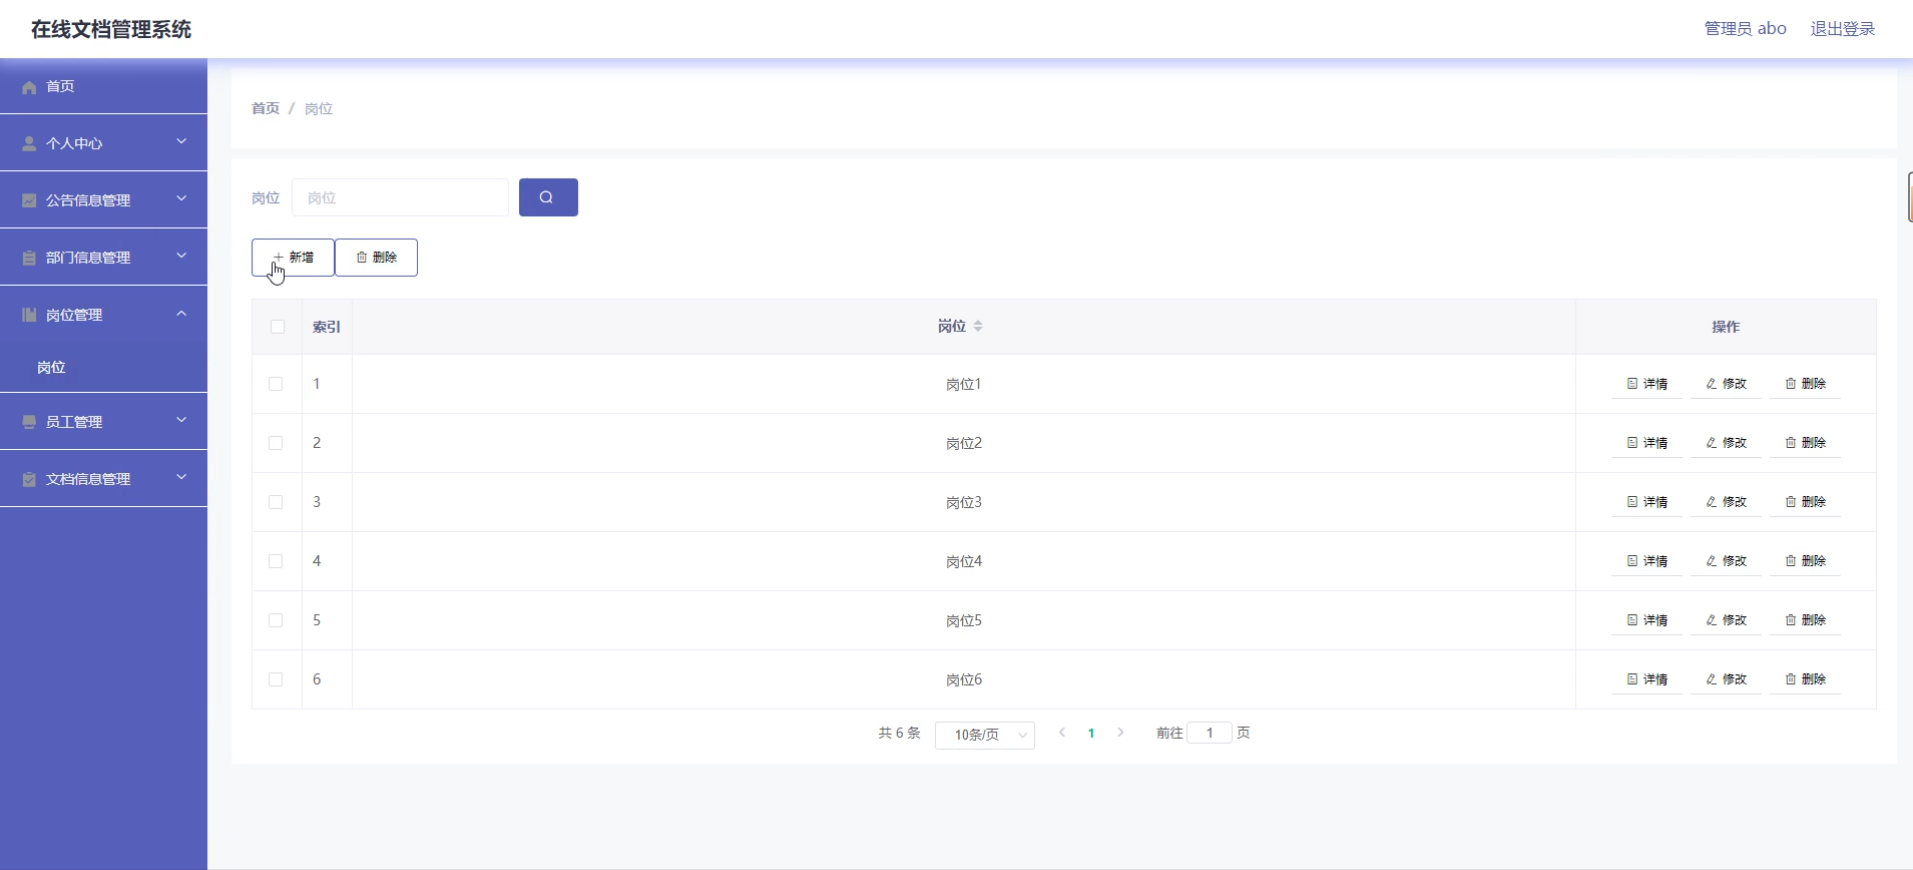 在线文档管理系统
管理员 abo 退出登录
首页
个人中心
公告信息管理
部门信息管理
岗位管理
岗位
员工管理
文档信息管理
首页 / 岗位
岗位 岗位
新增 删除
索引 岗位 操作
1 岗位1 详情 修改 删除
2 岗位2 详情 修改 删除
3 岗位3 详情 修改 删除
4 岗位4 详情 修改 删除
5 岗位5 详情 修改 删除
6 岗位6 详情 修改 删除
共 6 条 10条/页 1 前往 1 页